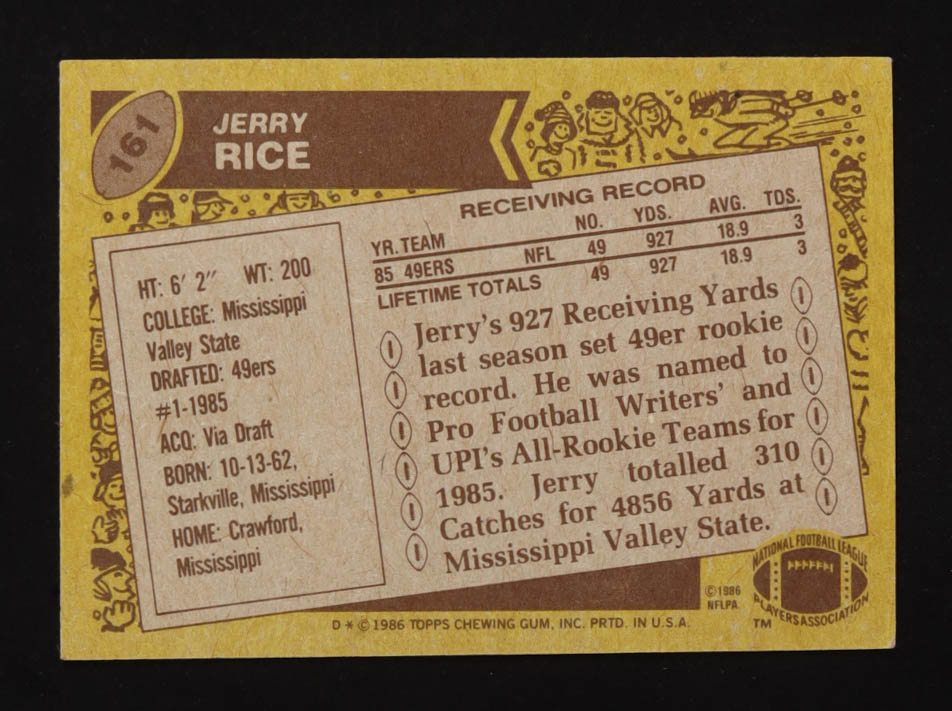 161
JERRY
RICE
RECEIVING RECORD
YR. TEAM NO. YDS. AVG. TDS.
85 49ERS NFL 49 927 18.9 3
LIFETIME TOTALS 49 927 18.9 3
HT: 6' 2" WT: 200
COLLEGE: Mississippi
Valley State
DRAFTED: 49ers
#1-1985
ACQ: Via Draft
BORN: 10-13-62,
Starkville, Mississippi
HOME: Crawford,
Mississippi
Jerry's 927 Receiving Yards
last season set 49er rookie
record. He was named to
Pro Football Writers' and
UPI's All-Rookie Teams for
1985. Jerry totalled 310
Catches for 4856 Yards at
Mississippi Valley State.
NATIONAL FOOTBALL LEAGUE
PLAYERS ASSOCIATION
TM
©1986
NFLPA
D * © 1986 TOPPS CHEWING GUM, INC. PRTD. IN U.S.A.